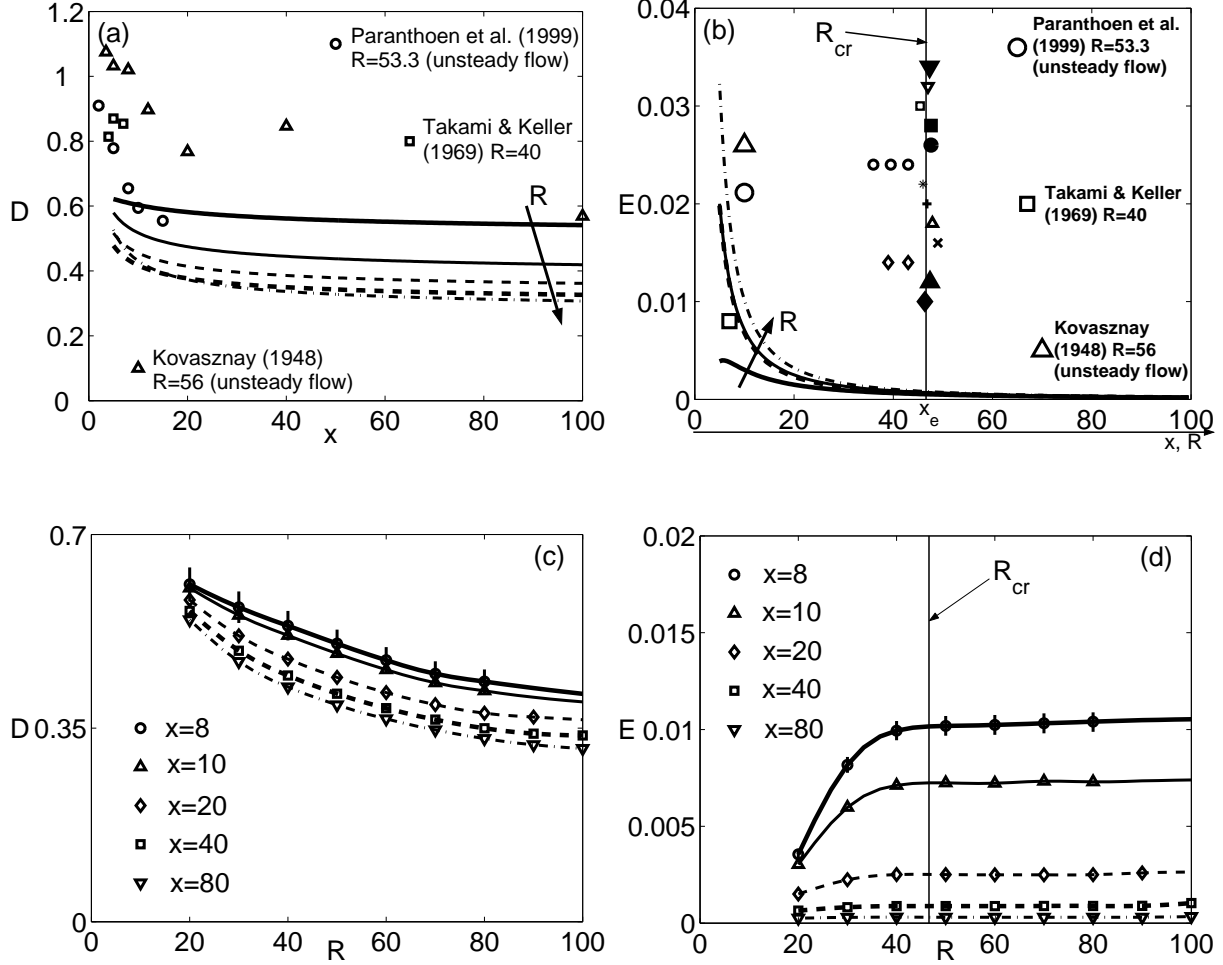 (a)
1.2
1
0.8
0.6
0.4
0.2
0
D
0
20
40
60
80
100
x
Paranthoen et al. (1999)
R=53.3 (unsteady flow)
Takami & Keller
(1969) R=40
R
Kovasznay (1948)
R=56 (unsteady flow)
(b)
0.04
0.03
0.02
0.01
0
E
0
20
40
60
80
100
x_e
x, R
R_cr
Paranthoen et al.
(1999) R=53.3
(unsteady flow)
Takami & Keller
(1969) R=40
R
Kovasznay
(1948) R=56
(unsteady flow)
(c)
0.7
0.35
0
D
0
20
40
60
80
100
R
x=8
x=10
x=20
x=40
x=80
(d)
0.02
0.015
0.01
0.005
0
E
0
20
40
60
80
100
R
R_cr
x=8
x=10
x=20
x=40
x=80